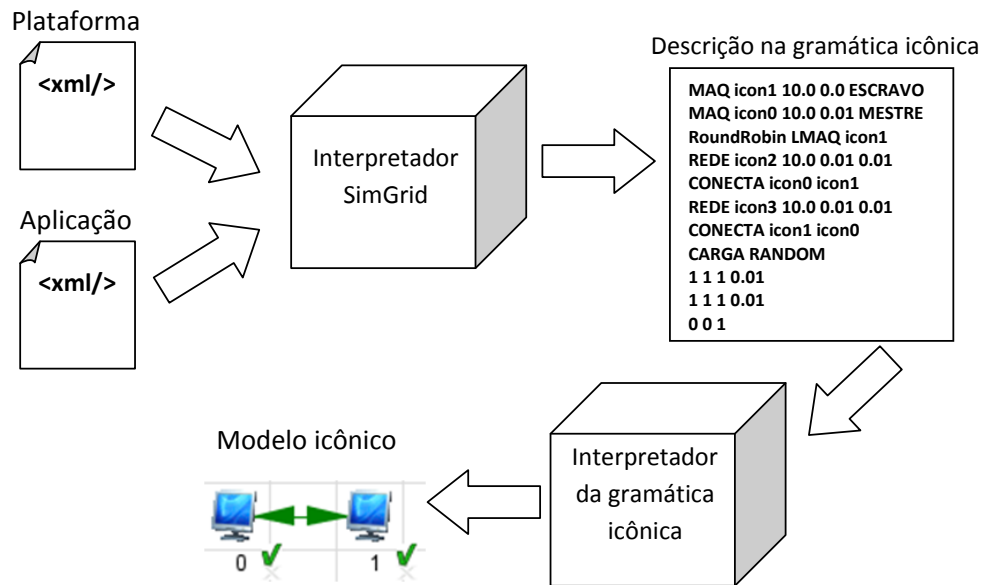 Plataforma
<xml/>
Aplicação
<xml/>
Interpretador
SimGrid
Descrição na gramática icônica
MAQ icon1 10.0 0.0 ESCRAVO
MAQ icon0 10.0 0.01 MESTRE
RoundRobin LMAQ icon1
REDE icon2 10.0 0.01 0.01
CONECTA icon0 icon1
REDE icon3 10.0 0.01 0.01
CONECTA icon1 icon0
CARGA RANDOM
1 1 1 0.01
1 1 1 0.01
0 0 1
Interpretador
da gramática
icônica
Modelo icônico
0 1